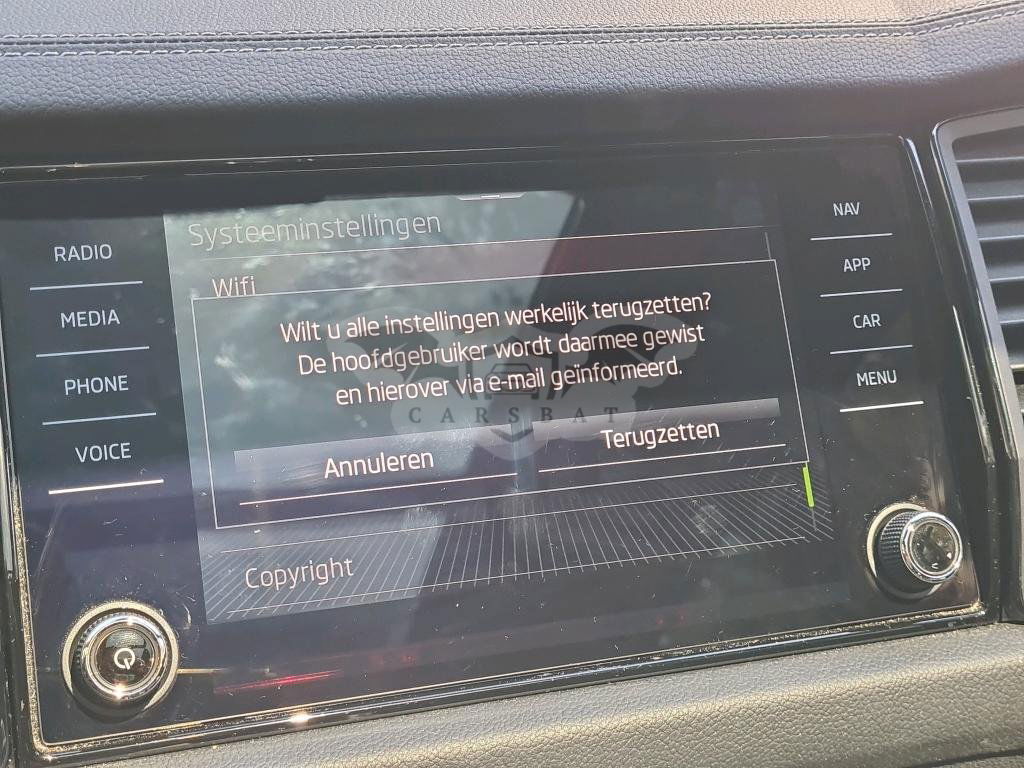 RADIO
MEDIA
PHONE
VOICE
Systeeminstellingen
Wifi
Wilt u alle instellingen werkelijk terugzetten?
De hoofdgebruiker wordt daarmee gewist
en hierover via e-mail geïnformeerd.
CARSBAT
Annuleren
Terugzetten
Copyright
NAV
APP
CAR
MENU